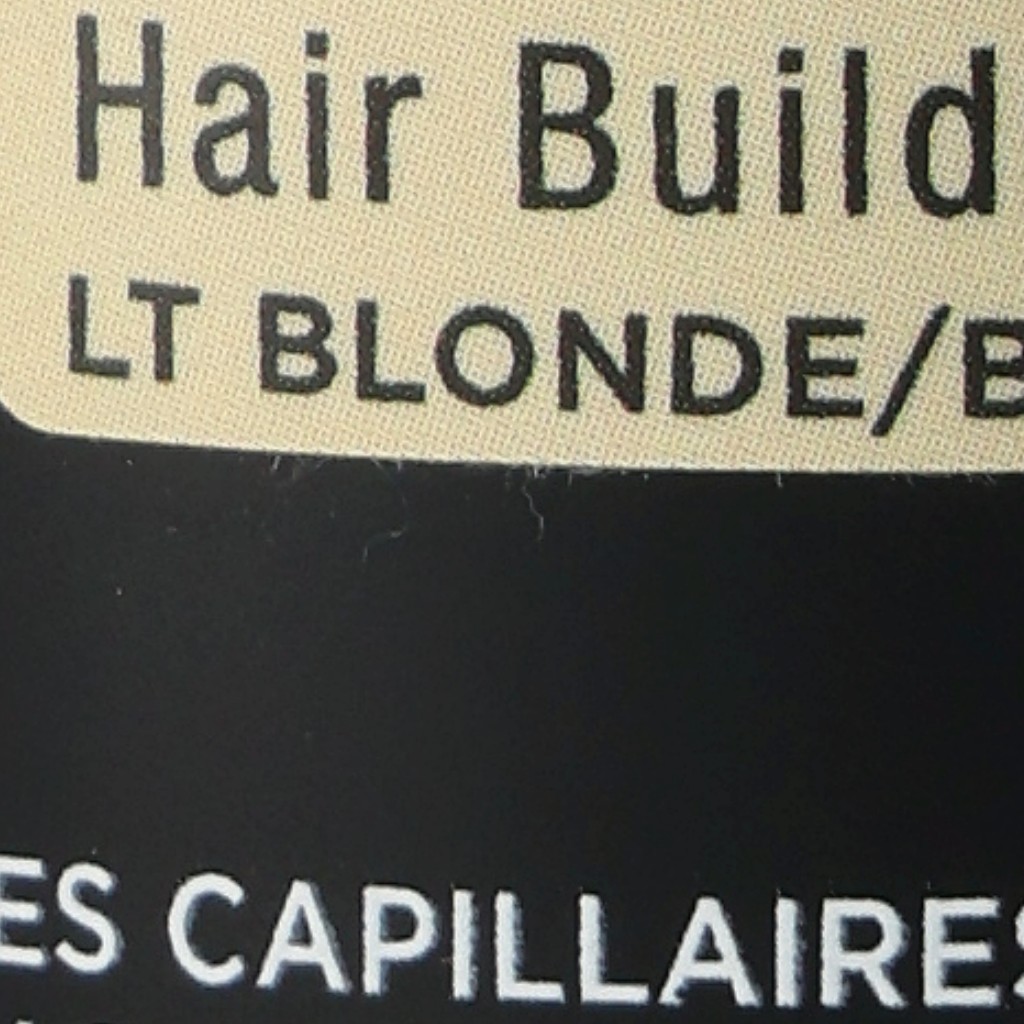 Hair Build
LT BLONDE/B
ES CAPILLAIRES